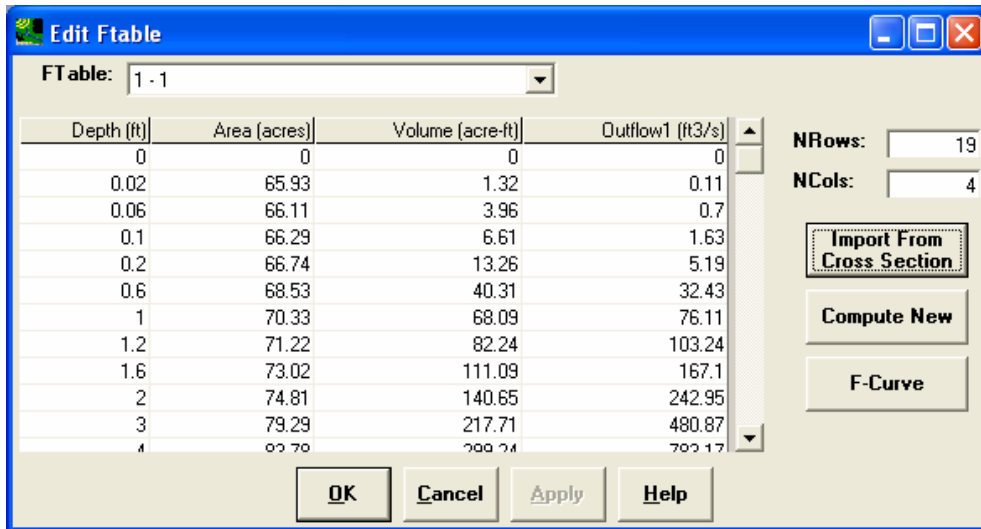 Edit Ftable
FTable: 1 - 1
Depth (ft) Area (acres) Volume (acre-ft) Outflow1 (ft3/s)
0 0 0 0
0.02 65.93 1.32 0.11
0.06 66.11 3.96 0.7
0.1 66.29 6.61 1.63
0.2 66.74 13.26 5.19
0.6 68.53 40.31 32.43
1 70.33 68.09 76.11
1.2 71.22 82.24 103.24
1.6 73.02 111.09 167.1
2 74.81 140.65 242.95
3 79.29 217.71 480.87
4
NRows: 19
NCols: 4
Import From
Cross Section
Compute New
F-Curve
OK Cancel Apply Help